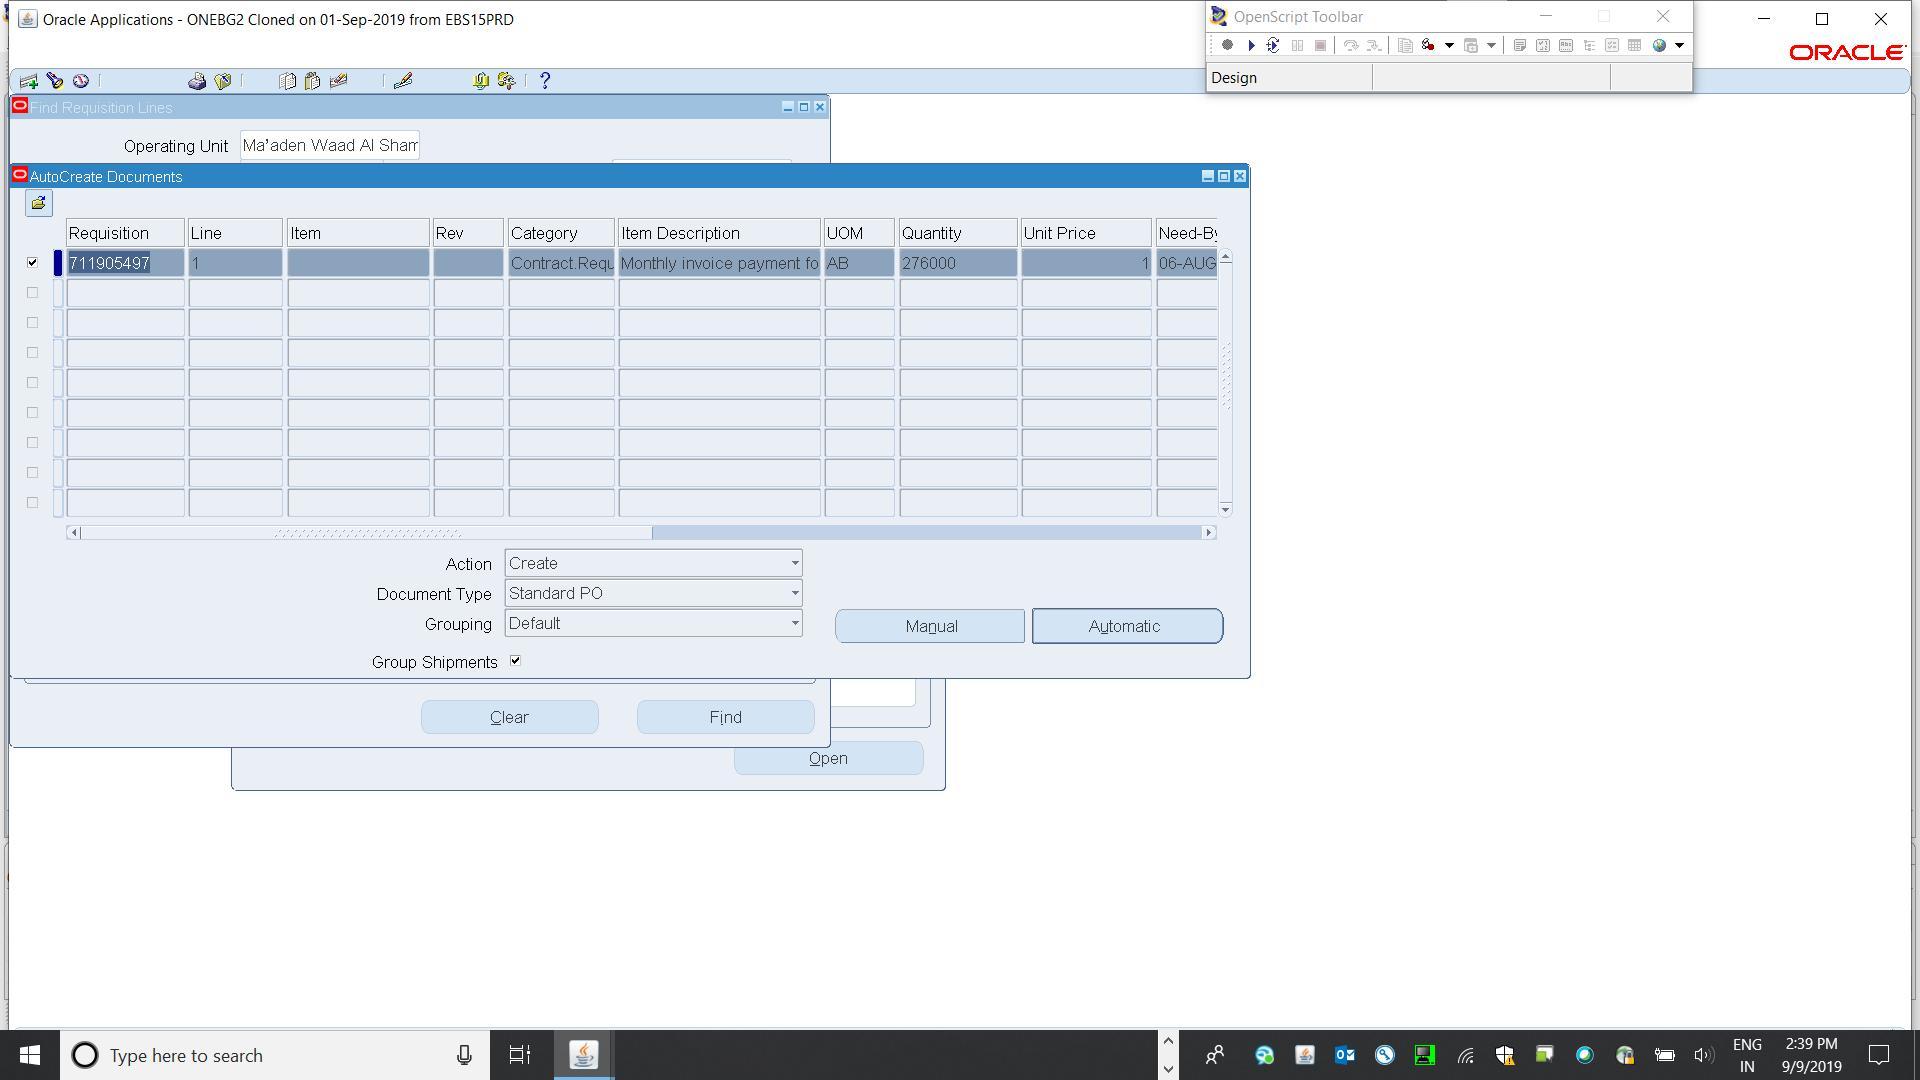 Oracle Applications - ONEBG2 Cloned on 01-Sep-2019 from EBS15PRD
OpenScript Toolbar
ORACLE
Design
Find Requisition Lines
Operating Unit Ma'aden Waad Al Sham
AutoCreate Documents
Requisition Line Item Rev Category Item Description UOM Quantity Unit Price Need-By
711905497 1 Contract.Requ Monthly invoice payment fo AB 276000 1 06-AUG
Action Create
Document Type Standard PO
Grouping Default
Manual Automatic
Group Shipments
Clear Find
Open
Type here to search
ENG
IN
2:39 PM
9/9/2019